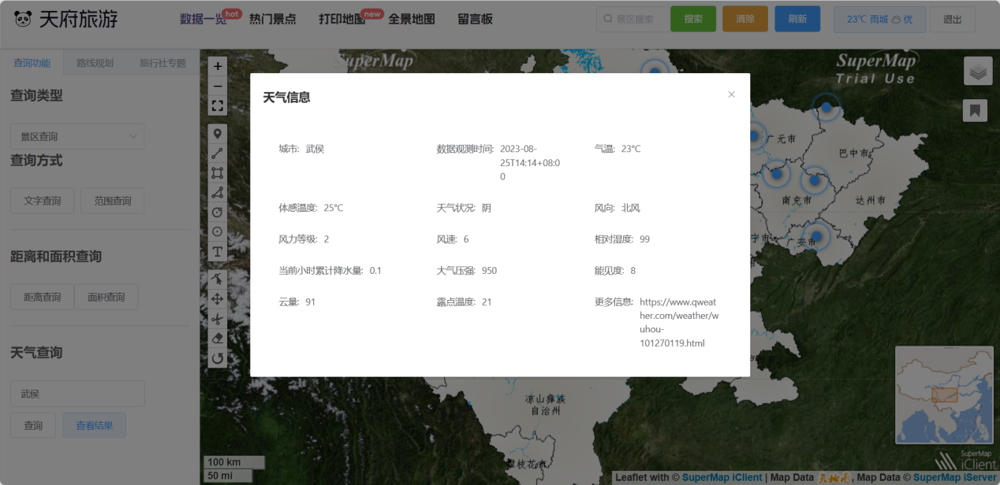 天府旅游
数据一览 hot 热门景点 打印地图 new 全景地图 留言板
景区搜索 搜索 清除 刷新 23℃ 雨城 优 退出
查询功能 路线规划 旅行社专题
查询类型
景区查询
查询方式
文字查询 范围查询
距离和面积查询
距离查询 面积查询
天气查询
武侯
查询 查看结果
+
−
T
SuperMap
SuperMap
Trial Use
广元市
巴中市
南充市
达州市
广安市
天气信息 ×
城市: 武侯 数据观测时间: 2023-08-
25T14:14+08:0
0
气温: 23°C
体感温度: 25°C 天气状况: 阴 风向: 北风
风力等级: 2 风速: 6 相对湿度: 99
当前小时累计降水量: 0.1 大气压强: 950 能见度: 8
云量: 91 露点温度: 21 更多信息: https://www.qweat
her.com/weather/w
uhou-
101270119.html
凉山彝族
自治州
攀枝花市
100 km
50 mi
SuperMap
iClient
Leaflet with © SuperMap iClient | Map Data 天地图, Map Data © SuperMap iServer